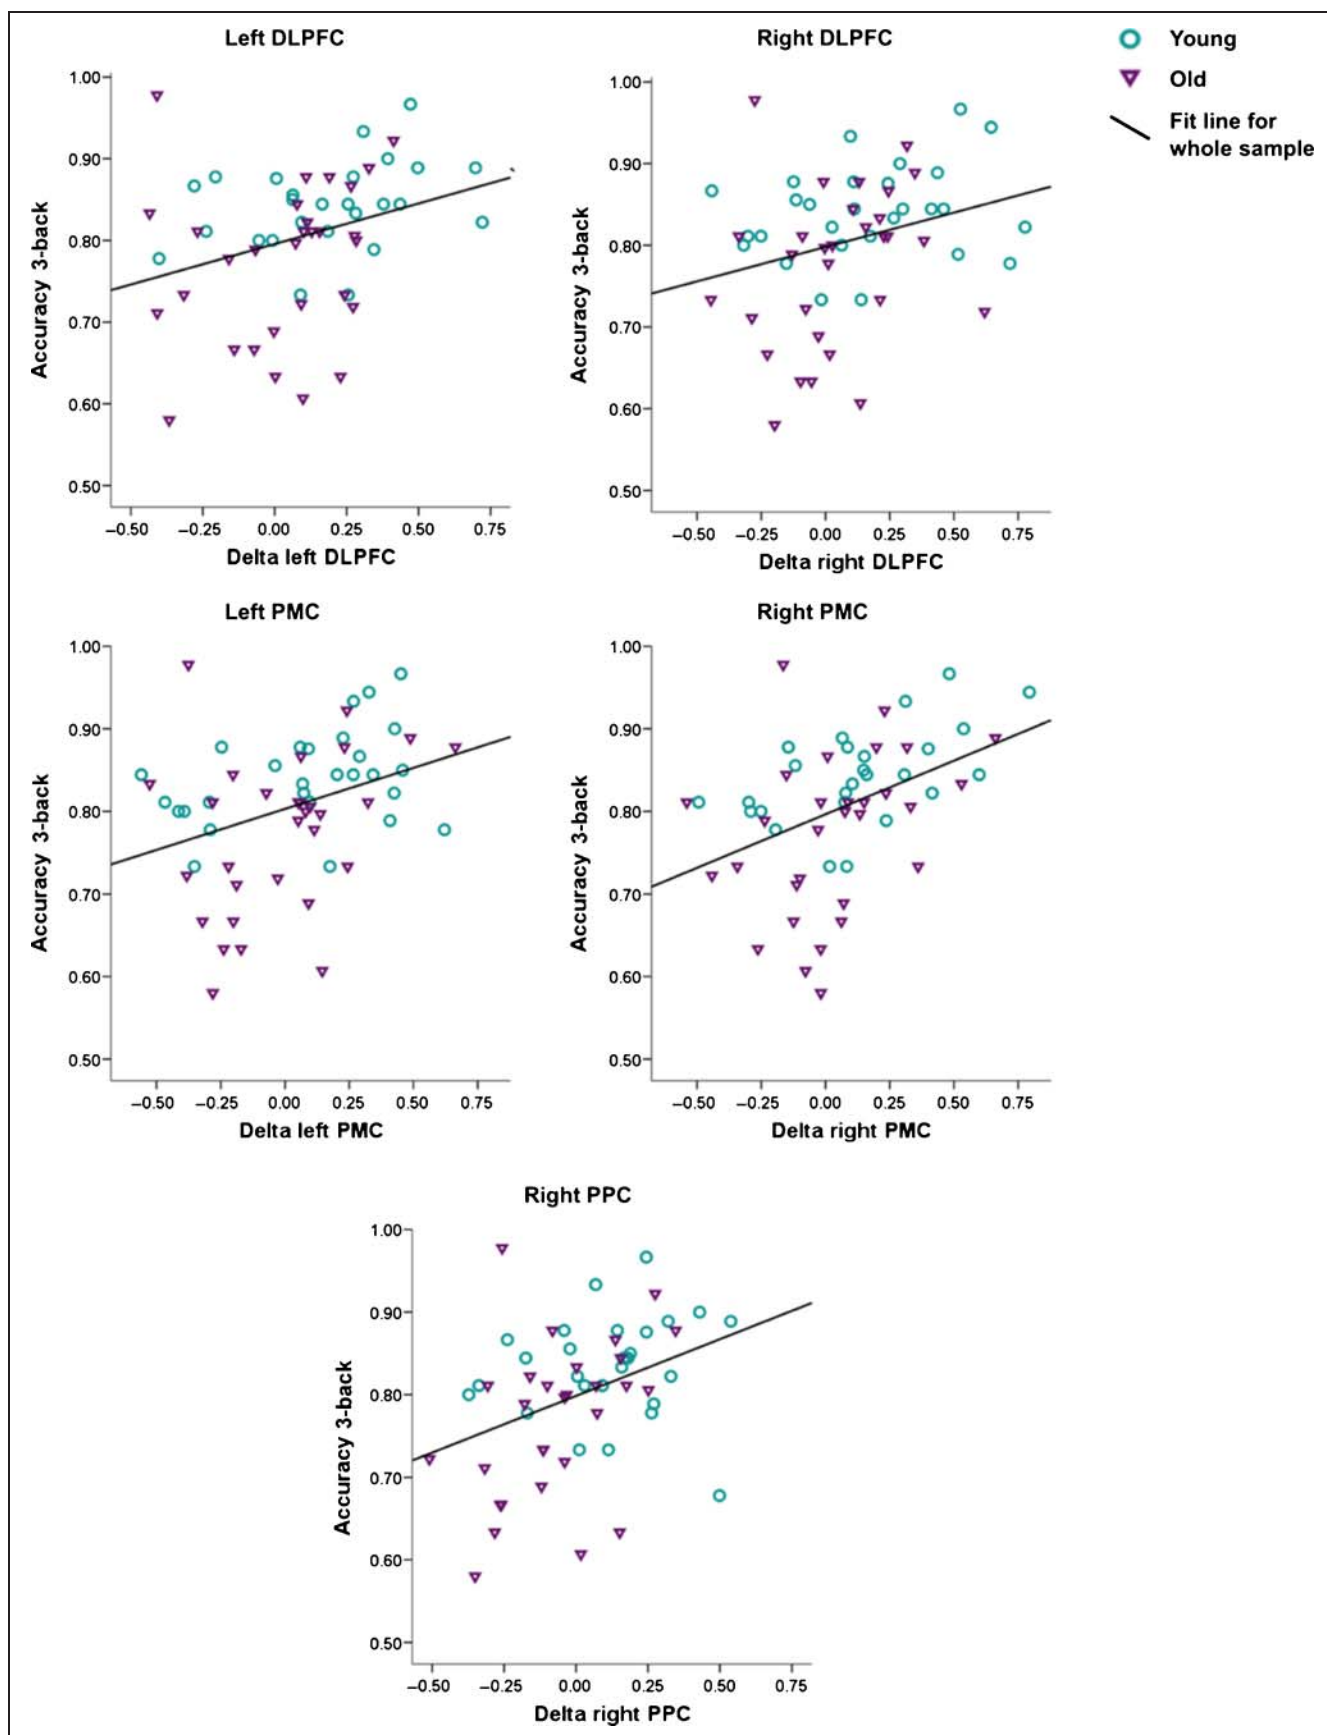 Left DLPFC
1.00
0.90
0.80
0.70
0.60
0.50
Accuracy 3-back
−0.50 −0.25 0.00 0.25 0.50 0.75
Delta left DLPFC
Right DLPFC
1.00
0.90
0.80
0.70
0.60
0.50
Accuracy 3-back
−0.50 −0.25 0.00 0.25 0.50 0.75
Delta right DLPFC
Young
Old
Fit line for
whole sample
Left PMC
1.00
0.90
0.80
0.70
0.60
0.50
Accuracy 3-back
−0.50 −0.25 0.00 0.25 0.50 0.75
Delta left PMC
Right PMC
1.00
0.90
0.80
0.70
0.60
0.50
Accuracy 3-back
−0.50 −0.25 0.00 0.25 0.50 0.75
Delta right PMC
Right PPC
1.00
0.90
0.80
0.70
0.60
0.50
Accuracy 3-back
−0.50 −0.25 0.00 0.25 0.50 0.75
Delta right PPC